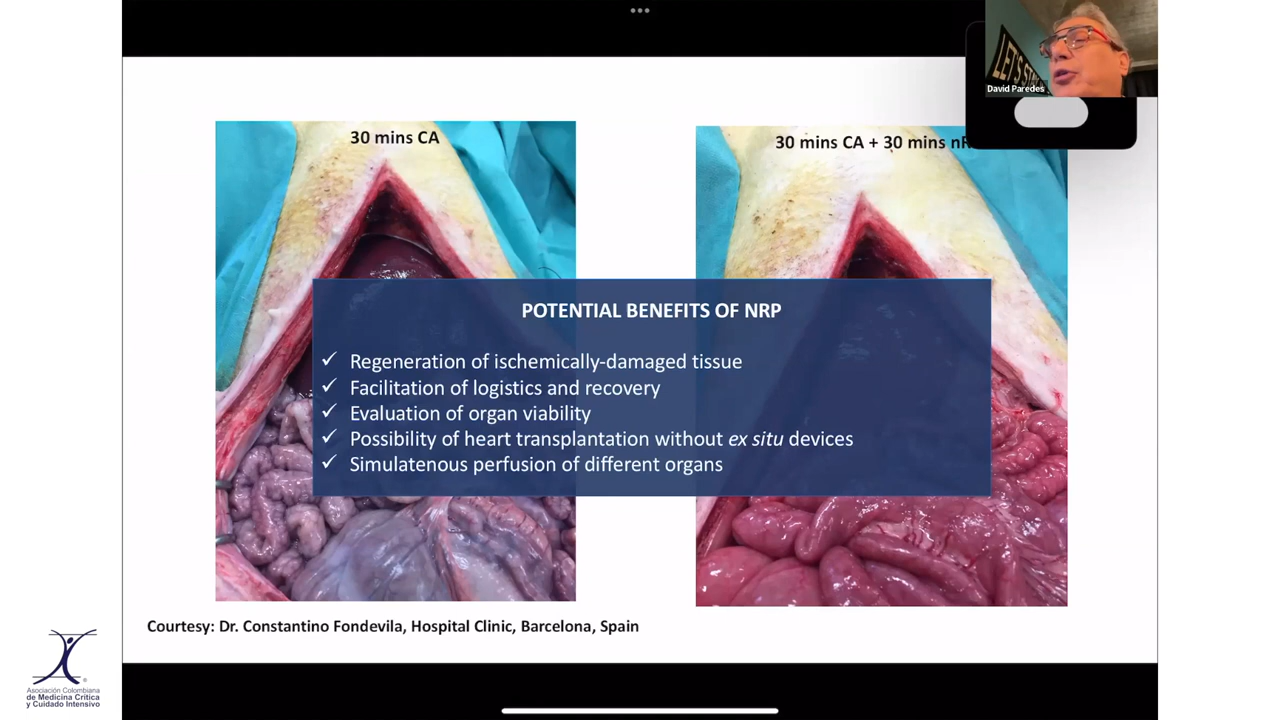 LET'S
David Paredes
30 mins CA
30 mins CA + 30 mins
POTENTIAL BENEFITS OF NRP
✓ Regeneration of ischemically-damaged tissue
✓ Facilitation of logistics and recovery
✓ Evaluation of organ viability
✓ Possibility of heart transplantation without ex situ devices
✓ Simulatenous perfusion of different organs
Courtesy: Dr. Constantino Fondevila, Hospital Clinic, Barcelona, Spain
Asociación Colombiana
de Medicina Crítica
y Cuidado Intensivo